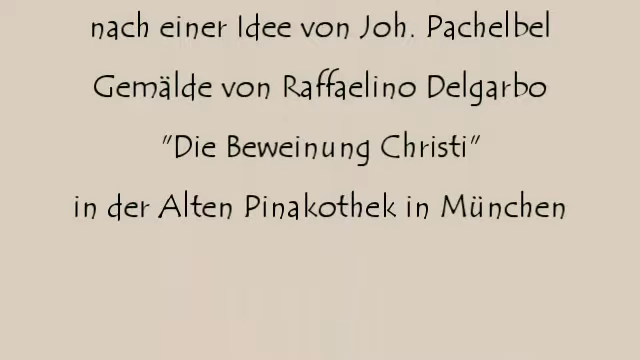 nach einer Idee von Joh. Pachelbel
Gemälde von Raffaelino Delgarbo
"Die Beweinung Christi"
in der Alten Pinakothek in München